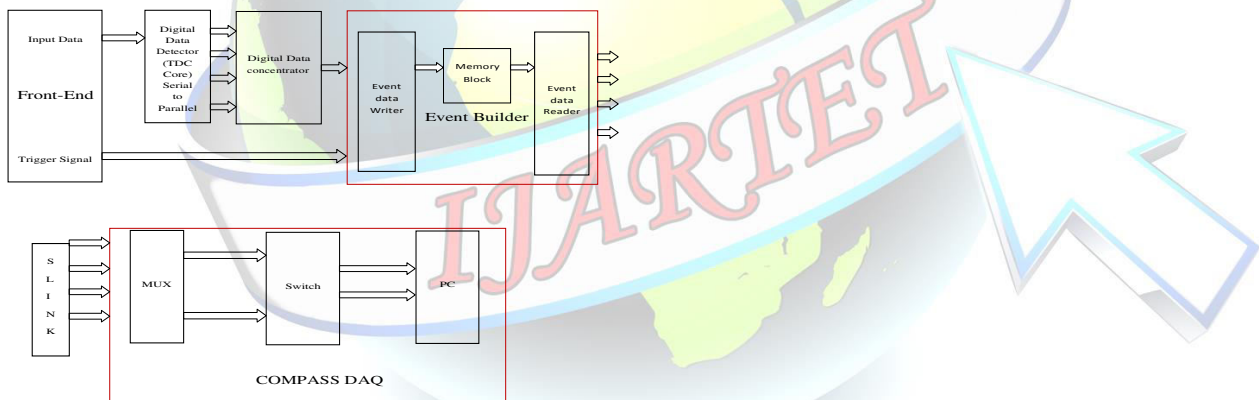 Input Data
Front-End
Trigger Signal
Digital
Data
Detector
(TDC
Core)
Serial
to
Parallel
Digital Data
concentrator
Event
data
Writer
Memory
Block
Event Builder
Event
data
Reader
IJARTET
S
L
I
N
K
MUX
Switch
PC
COMPASS DAQ